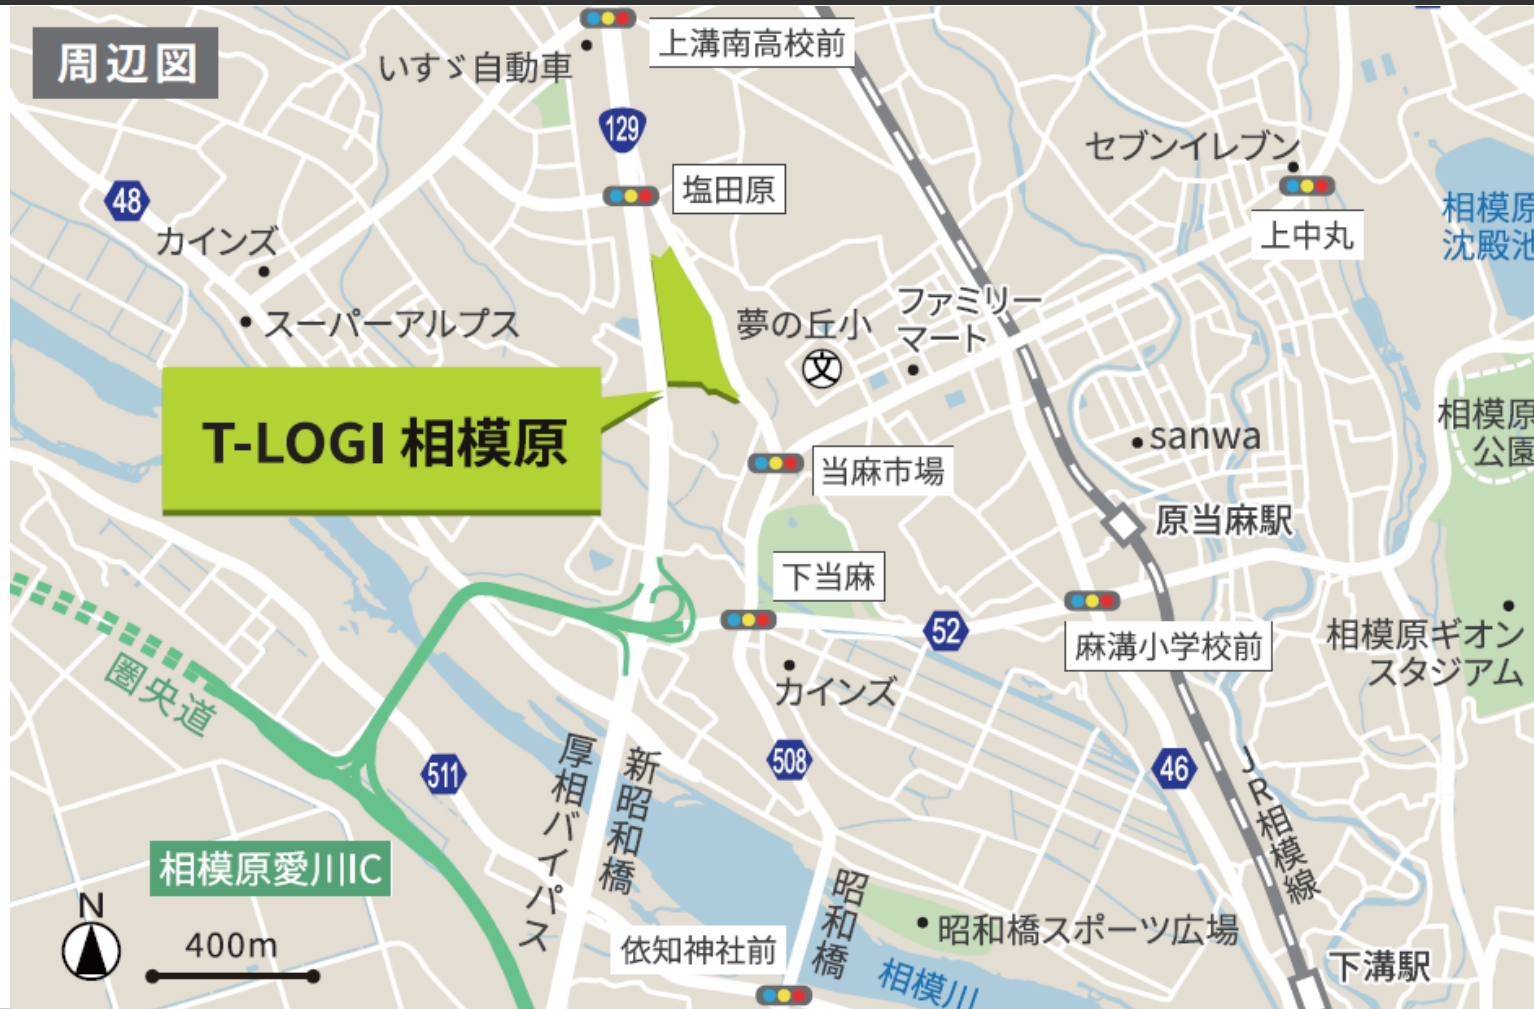 周辺図
上溝南高校前
いすゞ自動車
129
セブンイレブン
48
塩田原
上中丸
相模原
沈殿池
カインズ
スーパーアルプス
夢の丘小
文
ファミリー
マート
T-LOGI 相模原
相模原
公園
sanwa
当麻市場
原当麻駅
下当麻
52
麻溝小学校前
相模原ギオン
スタジアム
圏央道
カインズ
511
508
46
厚相バイパス
新昭和橋
JR相模線
相模原愛川IC
昭和橋
昭和橋スポーツ広場
N
400m
依知神社前
相模川
下溝駅